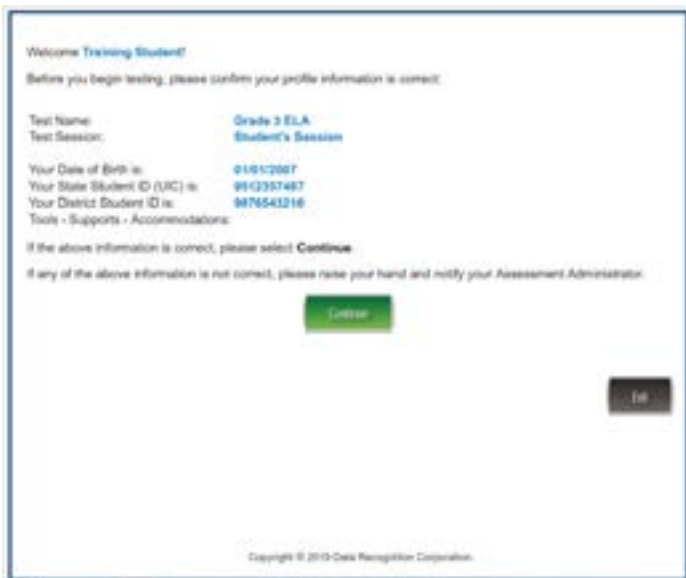 Welcome Training Student!
Before you begin testing, please confirm your profile information is correct:
Test Name: Grade 3 ELA
Test Session: Student's Session
Your Date of Birth is: 01/01/2007
Your State Student ID (UIC) is:
Your District Student ID is: 9876543210
Tools - Supports - Accommodations:
If the above information is correct, please select Continue.
If any of the above information is not correct, please raise your hand and notify your Assessment Administrator.
Continue
Exit
Copyright © 2019 Data Recognition Corporation.